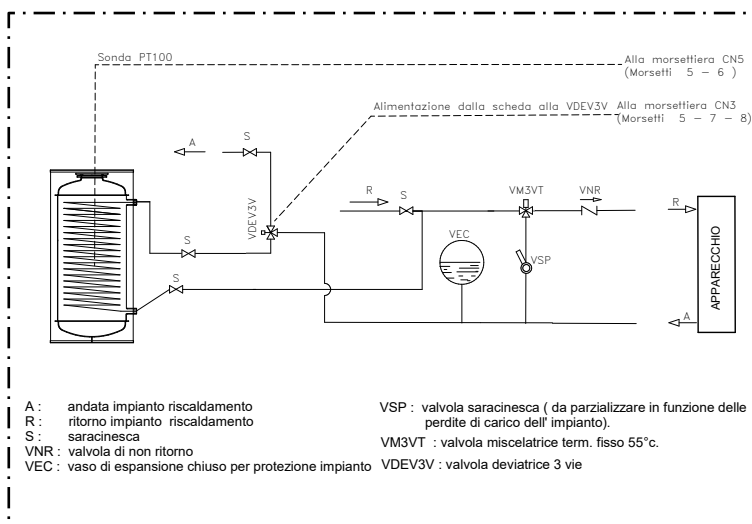 Sonda PT100
Alla morsettiera CN5
(Morsetti 5 - 6 )
Alimentazione dalla scheda alla VDEV3V
Alla morsettiera CN3
(Morsetti 5 - 7 - 8)
A
S
VDEV3V
R
S
VM3VT
VNR
R
S
VEC
VSP
APPARECCHIO
S
A
A : andata impianto riscaldamento
R : ritorno impianto riscaldamento
S : saracinesca
VNR : valvola di non ritorno
VEC : vaso di espansione chiuso per protezione impianto
VSP : valvola saracinesca ( da parzializzare in funzione delle
perdite di carico dell' impianto).
VM3VT : valvola miscelatrice term. fisso 55°c.
VDEV3V : valvola deviatrice 3 vie